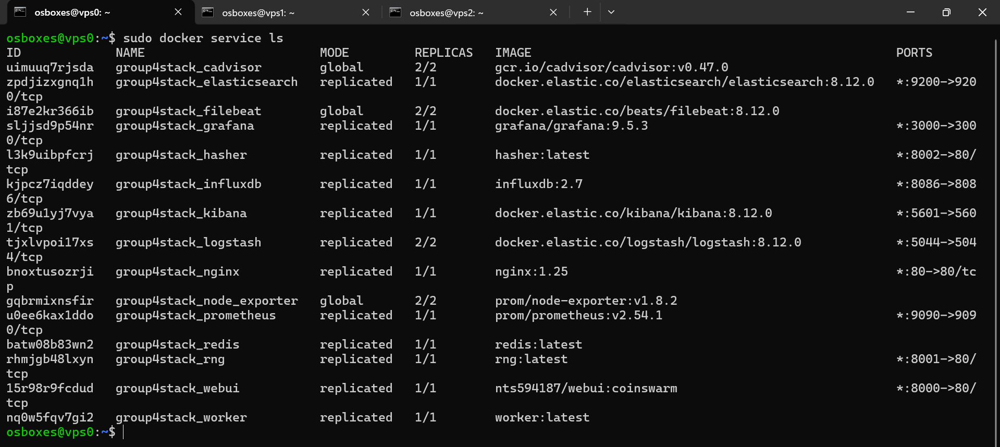 osboxes@vps0: ~ osboxes@vps1: ~ osboxes@vps2: ~
osboxes@vps0:~$ sudo docker service ls
ID NAME MODE REPLICAS IMAGE PORTS
uimuuq7rjsda group4stack_cadvisor global 2/2 gcr.io/cadvisor/cadvisor:v0.47.0
zpdjizxgnq1h group4stack_elasticsearch replicated 1/1 docker.elastic.co/elasticsearch/elasticsearch:8.12.0 *:9200->920
0/tcp
i87e2kr366ib group4stack_filebeat global 2/2 docker.elastic.co/beats/filebeat:8.12.0
sljjsd9p54nr group4stack_grafana replicated 1/1 grafana/grafana:9.5.3 *:3000->300
0/tcp
l3k9uibpfcrj group4stack_hasher replicated 1/1 hasher:latest *:8002->80/
tcp
kjpcz7iqddey group4stack_influxdb replicated 1/1 influxdb:2.7 *:8086->808
6/tcp
zb69u1yj7vya group4stack_kibana replicated 1/1 docker.elastic.co/kibana/kibana:8.12.0 *:5601->560
1/tcp
tjxlvpoi17xs group4stack_logstash replicated 2/2 docker.elastic.co/logstash/logstash:8.12.0 *:5044->504
4/tcp
bnoxtusozrji group4stack_nginx replicated 1/1 nginx:1.25 *:80->80/tc
p
gqbrmixnsfir group4stack_node_exporter global 2/2 prom/node-exporter:v1.8.2
u0ee6kax1ddo group4stack_prometheus replicated 1/1 prom/prometheus:v2.54.1 *:9090->909
0/tcp
batw08b83wn2 group4stack_redis replicated 1/1 redis:latest
rhmjgb48lxyn group4stack_rng replicated 1/1 rng:latest *:8001->80/
tcp
15r98r9fcdud group4stack_webui replicated 1/1 nts594187/webui:coinswarm *:8000->80/
tcp
nq0w5fqv7gi2 group4stack_worker replicated 1/1 worker:latest
osboxes@vps0:~$